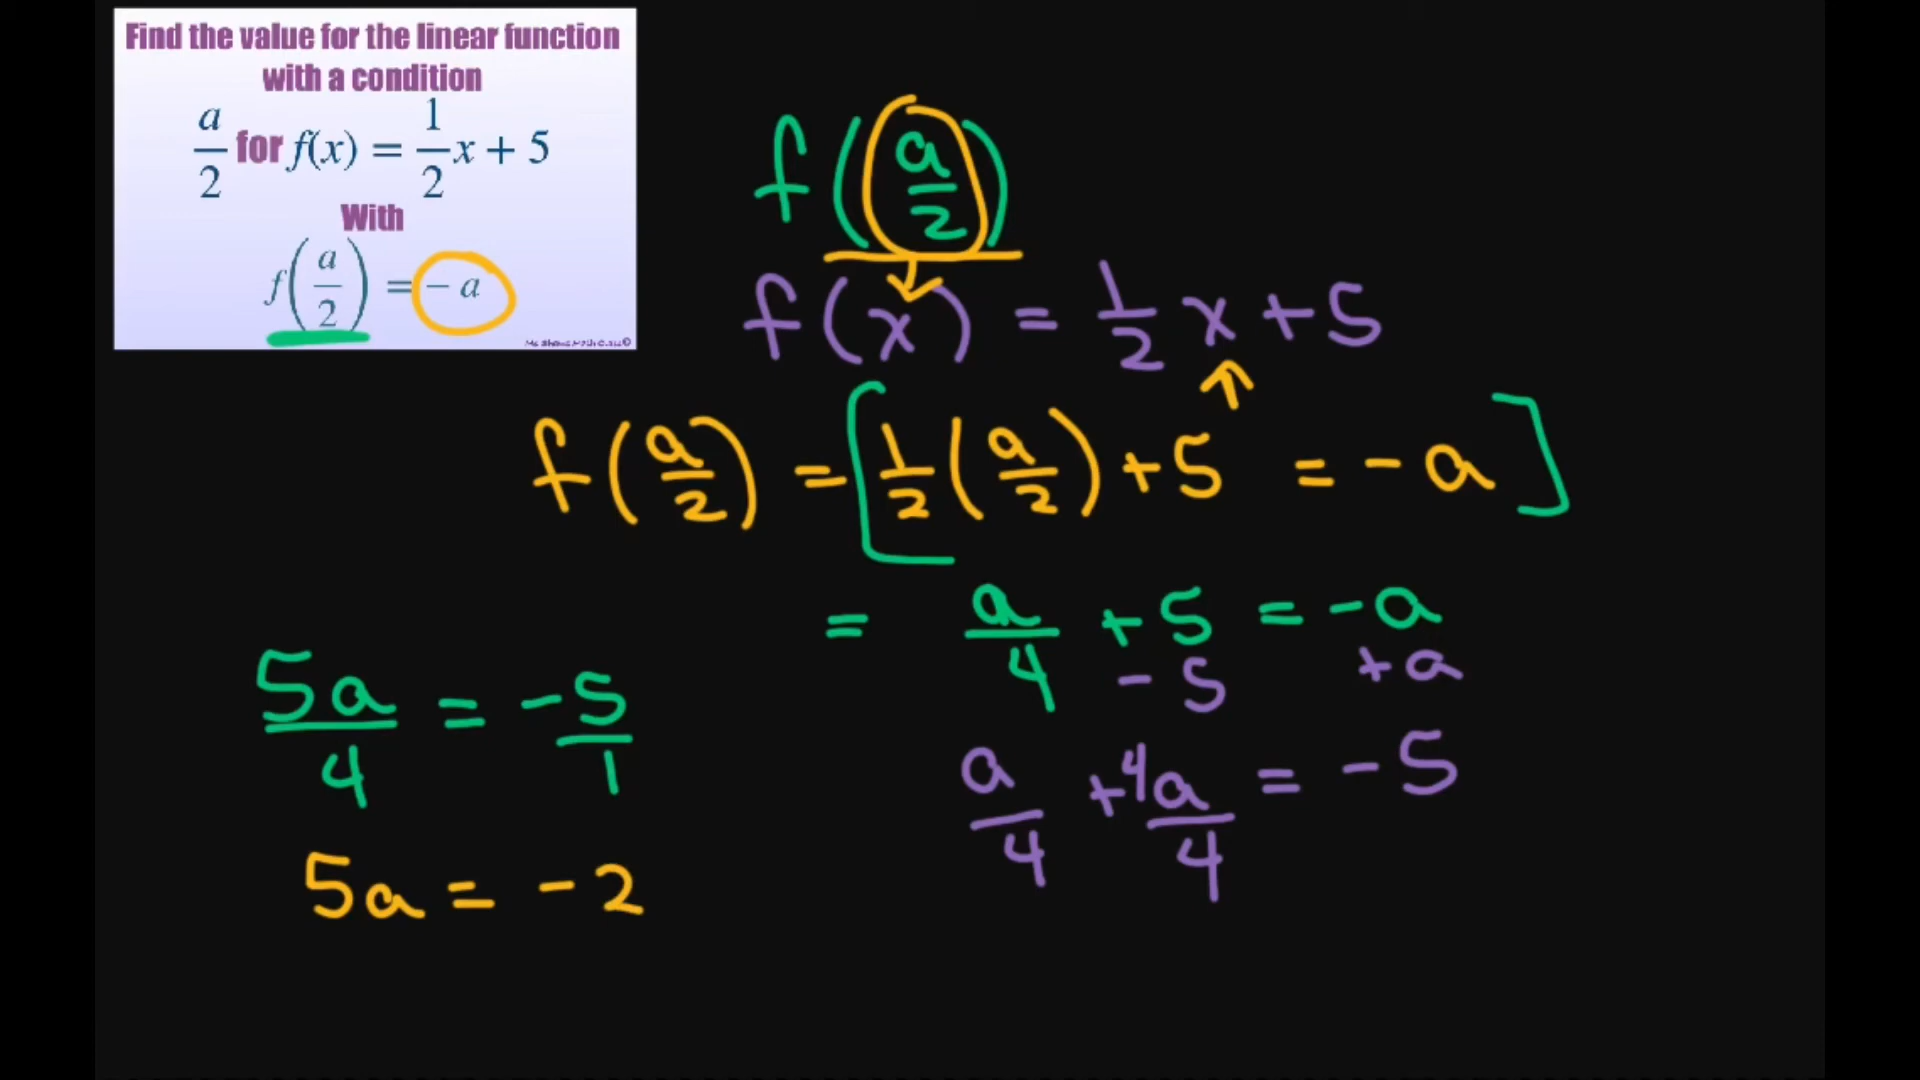 Find the value for the linear function
with a condition
a/2 for f(x) = 1/2 x + 5
With
f(a/2) = - a
f(a/2)
f(x) = 1/2 x + 5
f(a/2) = [1/2 (a/2) + 5 = - a]
= a/4 + 5 = - a
- 5 + a
a/4 + 4a/4 = - 5
5a/4 = - 5/1
5a = - 2